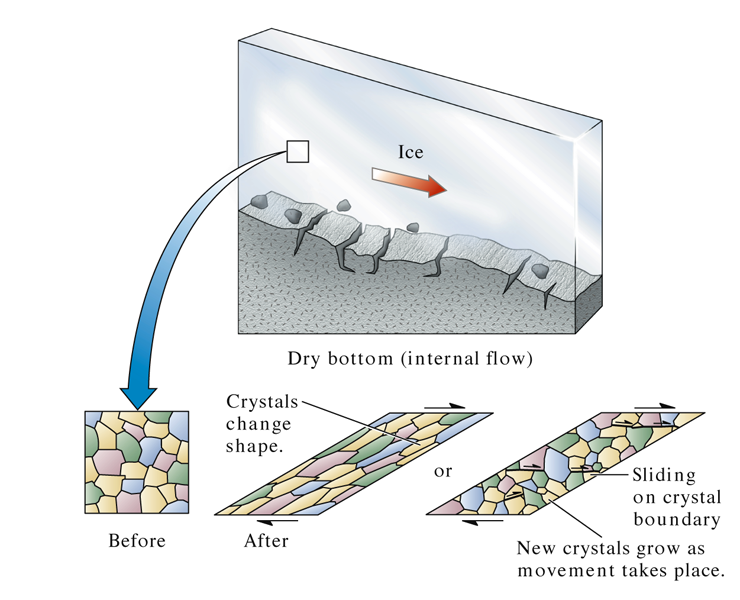 Ice
Dry bottom (internal flow)
Crystals
change
shape.
or
Sliding
on crystal
boundary
Before
After
New crystals grow as
movement takes place.